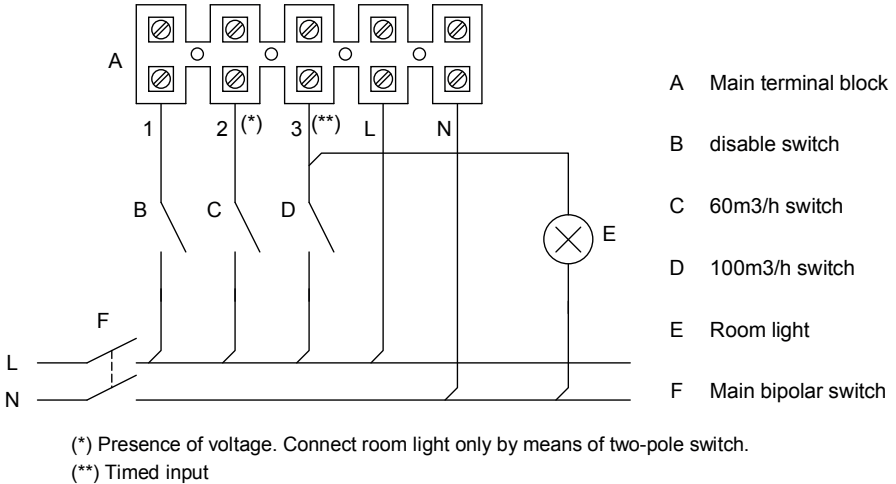 A
1 2 (*) 3 (**) L N
B C D E
F
L
N
A Main terminal block
B disable switch
C 60m3/h switch
D 100m3/h switch
E Room light
F Main bipolar switch
(*) Presence of voltage. Connect room light only by means of two-pole switch.
(**) Timed input